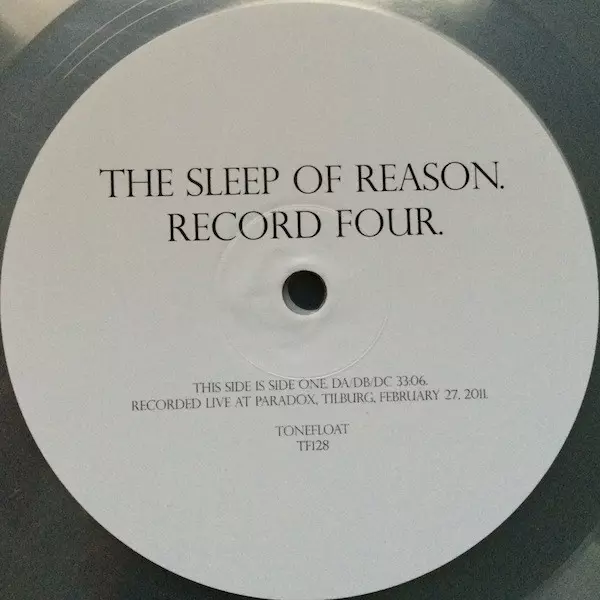 THE SLEEP OF REASON.
RECORD FOUR.
THIS SIDE IS SIDE ONE. DA/DB/DC 33:06.
RECORDED LIVE AT PARADOX, TILBURG, FEBRUARY 27, 2011.
TONEFLOAT
TF128